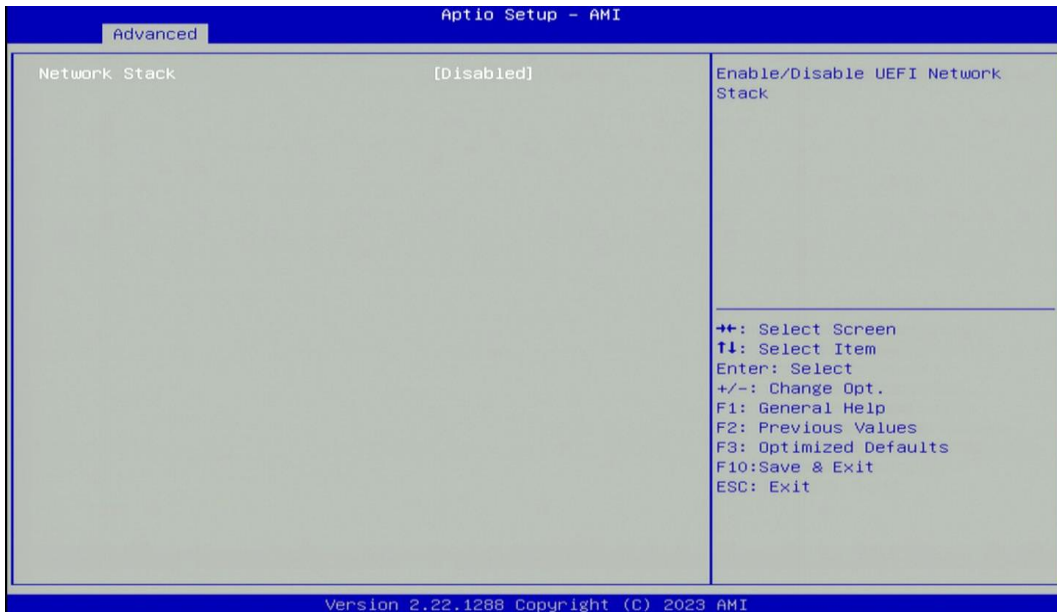 Aptio Setup – AMI
Advanced
Network Stack [Disabled]
Enable/Disable UEFI Network
Stack
→←: Select Screen
↑↓: Select Item
Enter: Select
+/-: Change Opt.
F1: General Help
F2: Previous Values
F3: Optimized Defaults
F10:Save & Exit
ESC: Exit
Version 2.22.1288 Copyright (C) 2023 AMI